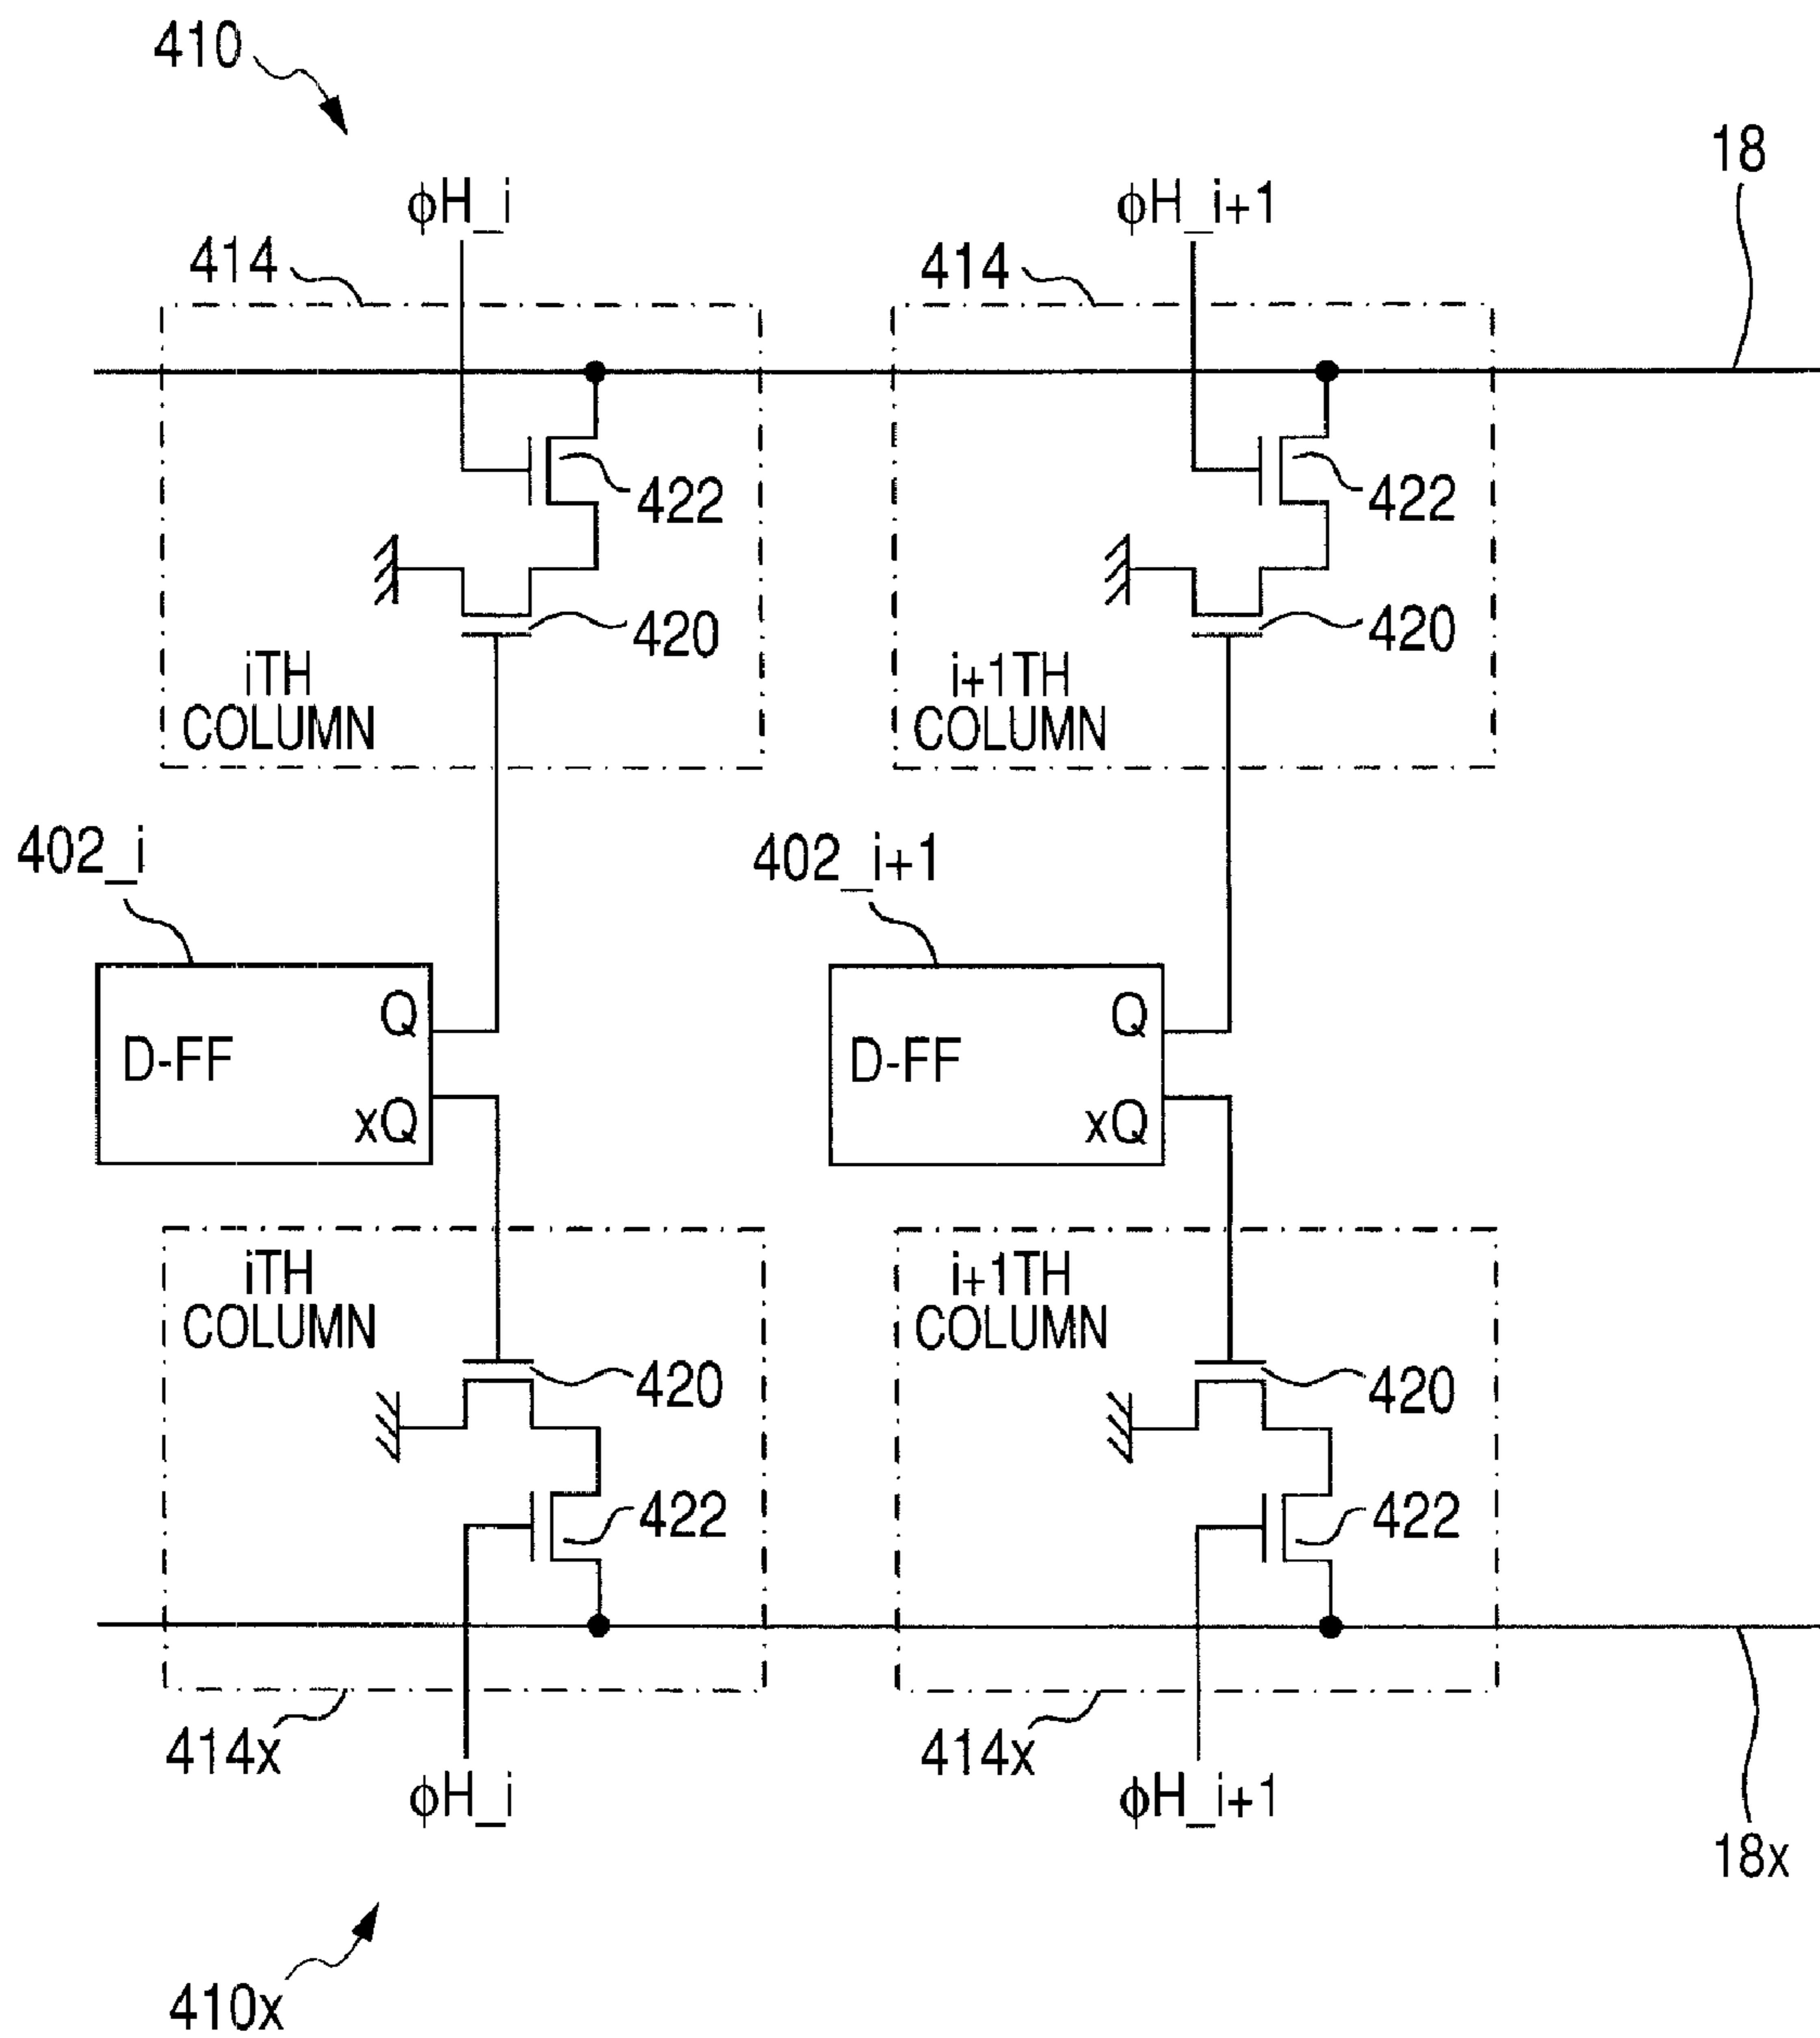 410
18
φH_i
φH_i+1
414
414
422
422
420
420
iTH
COLUMN
i+1TH
COLUMN
402_i
402_i+1
Q
D-FF
xQ
Q
D-FF
xQ
iTH
COLUMN
i+1TH
COLUMN
420
420
422
422
414x
414x
φH_i
φH_i+1
18x
410x